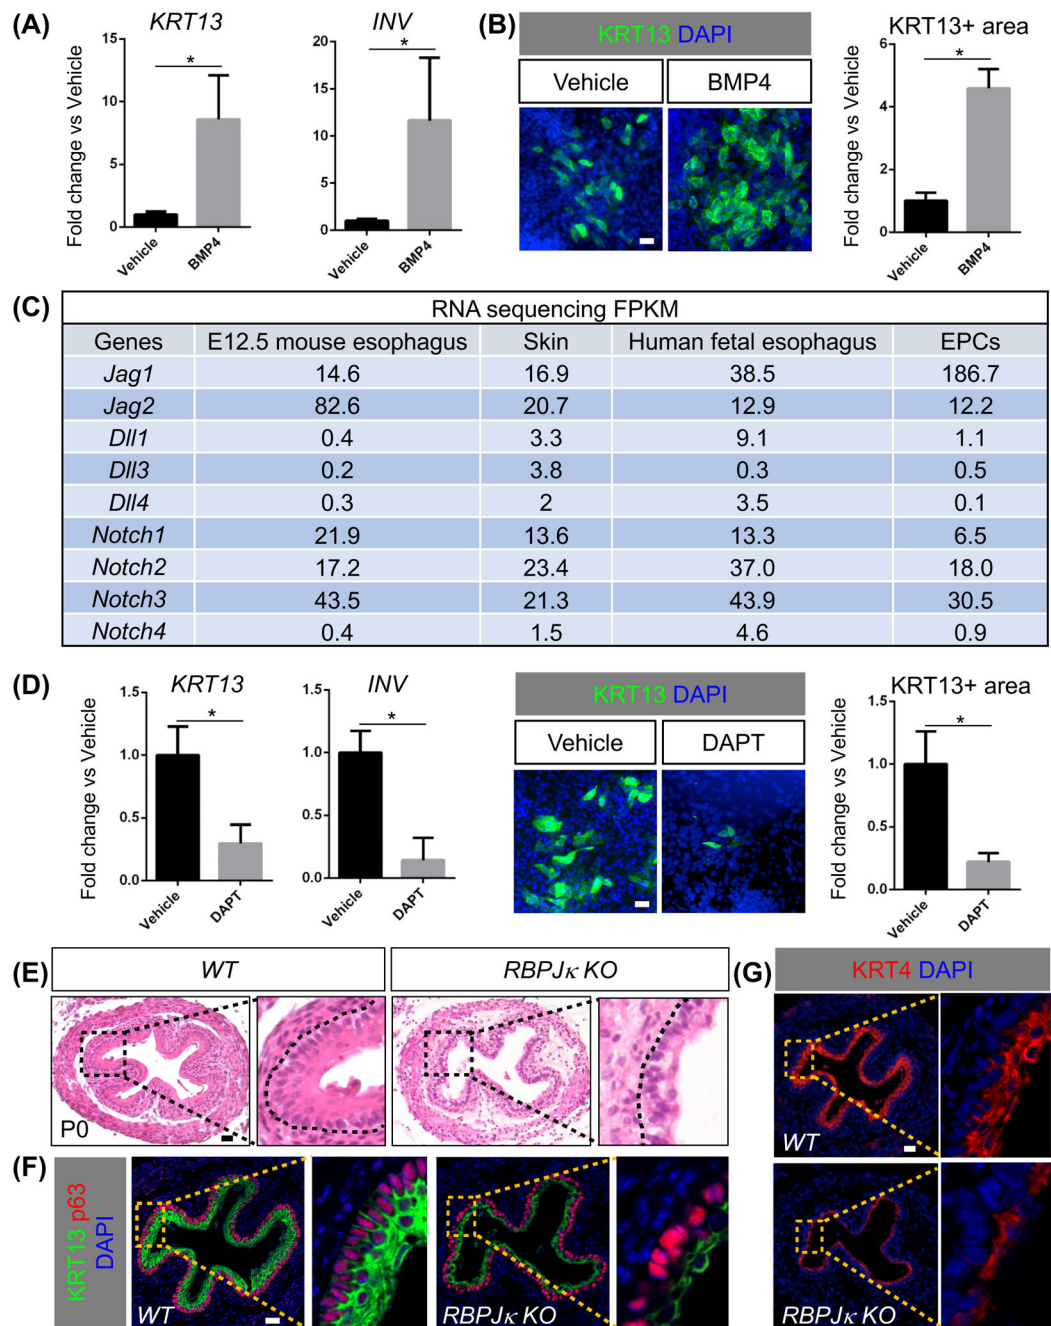 (A)
KRT13
INV
Fold change vs Vehicle
15
10
5
0
Vehicle
BMP4
*
20
15
10
5
0
Vehicle
BMP4
*
(B)
KRT13 DAPI
Vehicle
BMP4
KRT13+ area
Fold change vs Vehicle
6
4
2
0
Vehicle
BMP4
*
(C)
RNA sequencing FPKM
Genes E12.5 mouse esophagus Skin Human fetal esophagus EPCs
Jag1 14.6 16.9 38.5 186.7
Jag2 82.6 20.7 12.9 12.2
Dll1 0.4 3.3 9.1 1.1
Dll3 0.2 3.8 0.3 0.5
Dll4 0.3 2 3.5 0.1
Notch1 21.9 13.6 13.3 6.5
Notch2 17.2 23.4 37.0 18.0
Notch3 43.5 21.3 43.9 30.5
Notch4 0.4 1.5 4.6 0.9
(D)
KRT13
INV
Fold change vs Vehicle
1.5
1.0
0.5
0.0
Vehicle
DAPT
*
1.5
1.0
0.5
0.0
Vehicle
DAPT
*
KRT13 DAPI
Vehicle
DAPT
KRT13+ area
Fold change vs Vehicle
1.5
1.0
0.5
0.0
Vehicle
DAPT
*
(E)
WT
RBPJκ KO
P0
(F)
KRT13 p63
DAPI
WT
RBPJκ KO
(G)
KRT4 DAPI
WT
RBPJκ KO